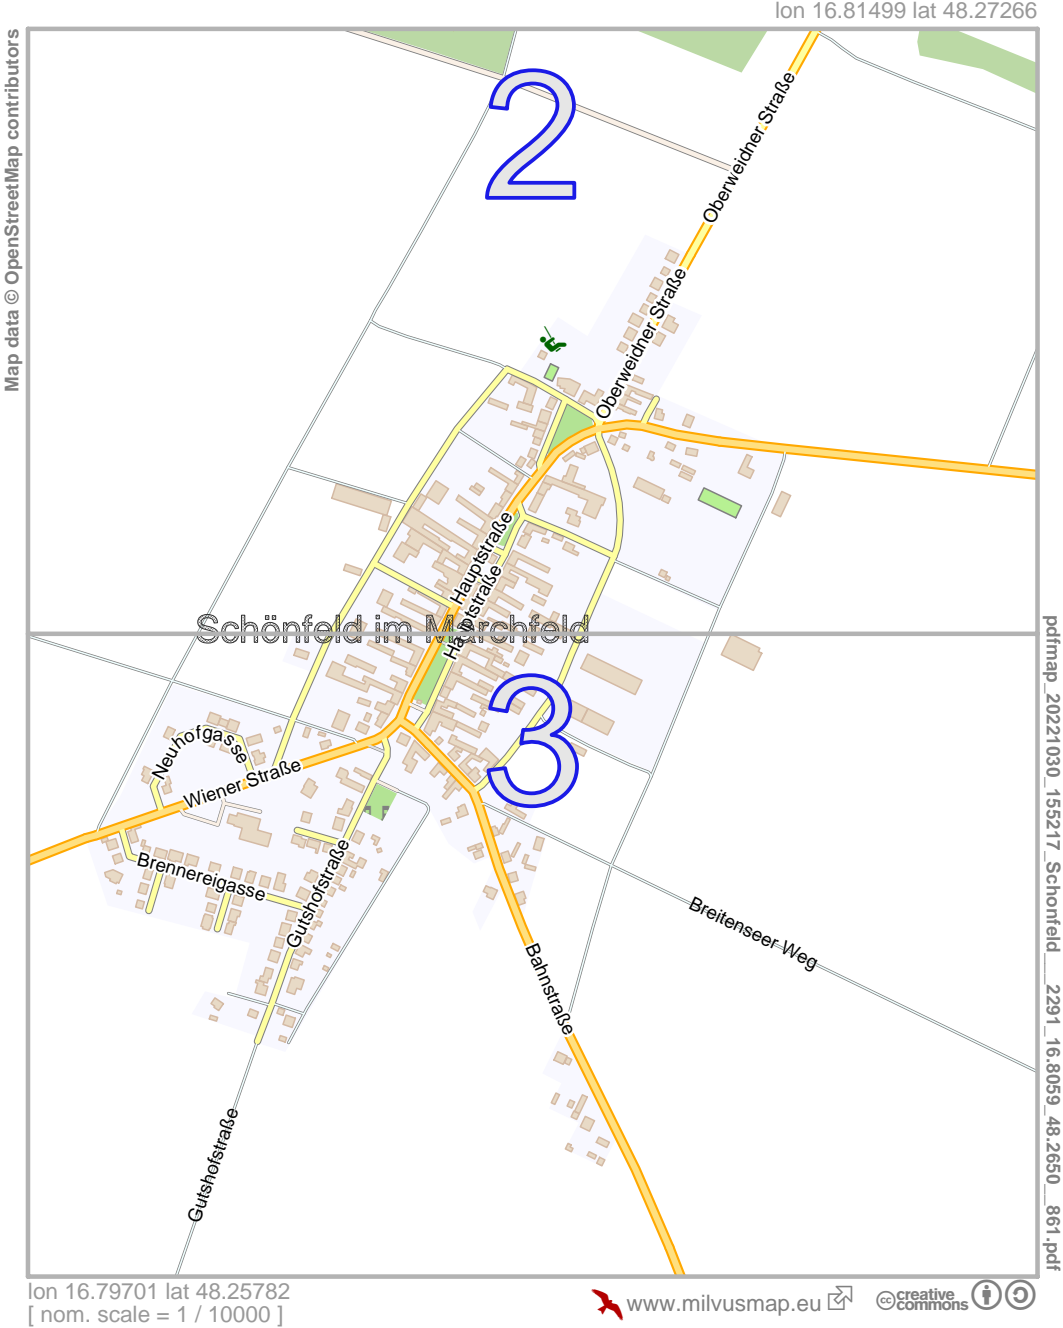 lon 16.81499 lat 48.27266
Map data © OpenStreetMap contributors
2
Oberweidner Straße
Oberweidner Straße
Hauptstraße
Hauptstraße
Schönfeld im Marchfeld
3
Neuhofgasse
Wiener Straße
Brennereigasse
Gutshofstraße
Breitenseer Weg
Bahnstraße
Gutshofstraße
pdfmap_20221030_155217_Schonfeld___2291_16.8059_48.2650__861.pdf
lon 16.79701 lat 48.25782
[ nom. scale = 1 / 10000 ]
www.milvusmap.eu
cc creative commons